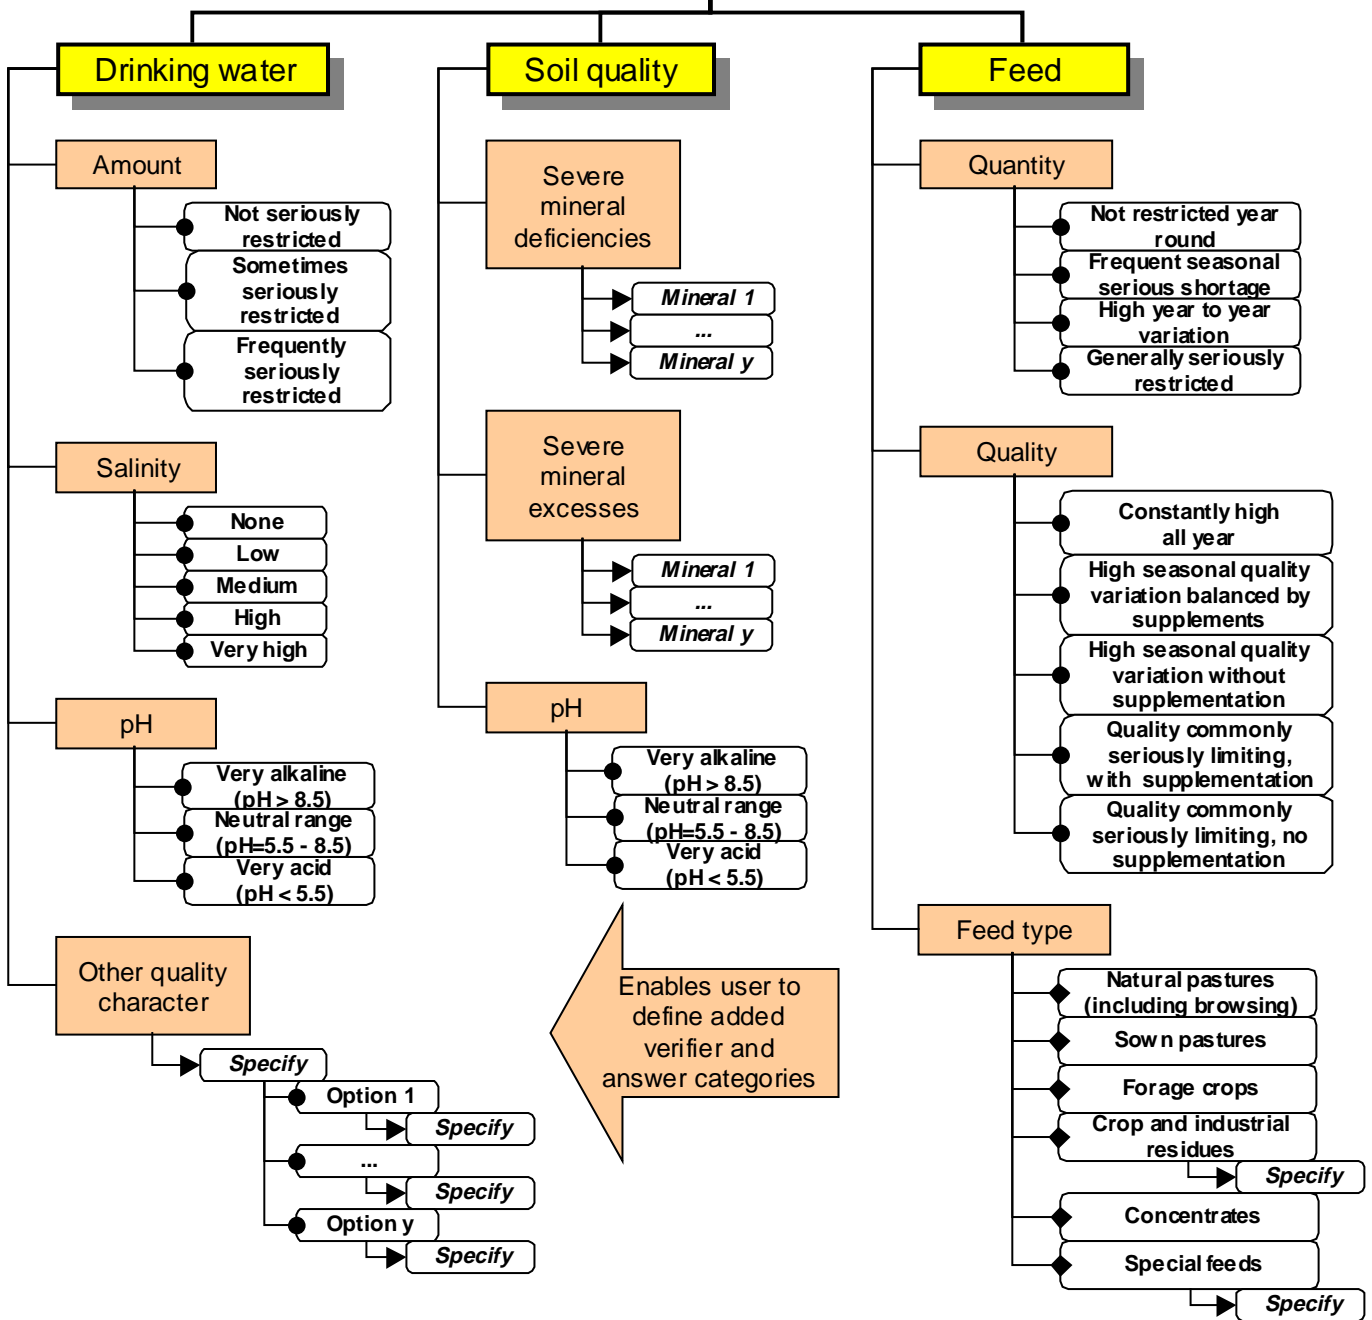 Drinking water
Amount
Not seriously
restricted
Sometimes
seriously
restricted
Frequently
seriously
restricted
Salinity
None
Low
Medium
High
Very high
pH
Very alkaline
(pH > 8.5)
Neutral range
(pH=5.5 - 8.5)
Very acid
(pH < 5.5)
Other quality
character
Specify
Option 1
Specify
...
Specify
Option y
Specify
Soil quality
Severe
mineral
deficiencies
Mineral 1
...
Mineral y
Severe
mineral
excesses
Mineral 1
...
Mineral y
pH
Very alkaline
(pH > 8.5)
Neutral range
(pH=5.5 - 8.5)
Very acid
(pH < 5.5)
Enables user to
define added
verifier and
answer categories
Feed
Quantity
Not restricted year
round
Frequent seasonal
serious shortage
High year to year
variation
Generally seriously
restricted
Quality
Constantly high
all year
High seasonal quality
variation balanced by
supplements
High seasonal quality
variation without
supplementation
Quality commonly
seriously limiting,
with supplementation
Quality commonly
seriously limiting, no
supplementation
Feed type
Natural pastures
(including browsing)
Sown pastures
Forage crops
Crop and industrial
residues
Specify
Concentrates
Special feeds
Specify